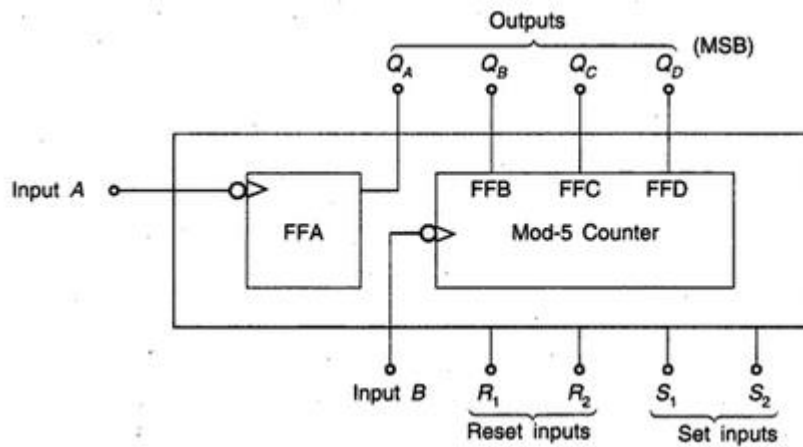 Outputs
(MSB)
Q_A Q_B Q_C Q_D
Input A
FFB FFC FFD
FFA
Mod-5 Counter
Input B R_1 R_2 S_1 S_2
Reset inputs Set inputs